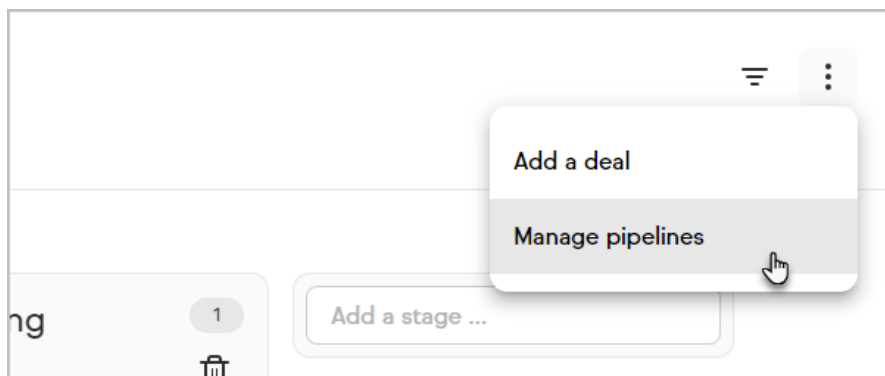 Add a deal
Manage pipelines
ng
1
Add a stage ...